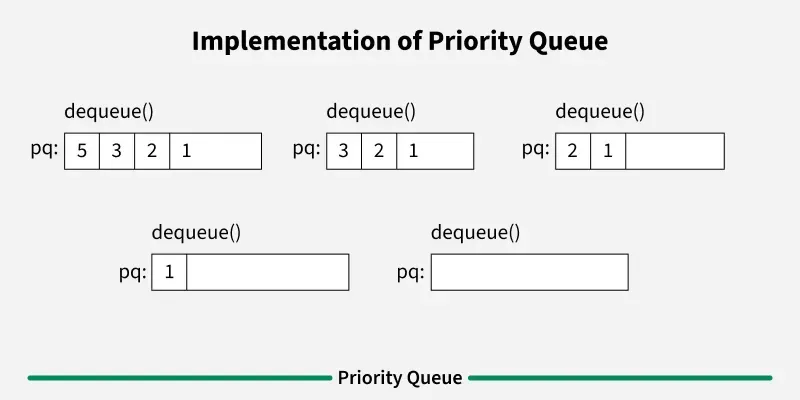 Implementation of Priority Queue
dequeue() dequeue() dequeue()
pq: 5 3 2 1 pq: 3 2 1 pq: 2 1
dequeue() dequeue()
pq: 1 pq:
Priority Queue